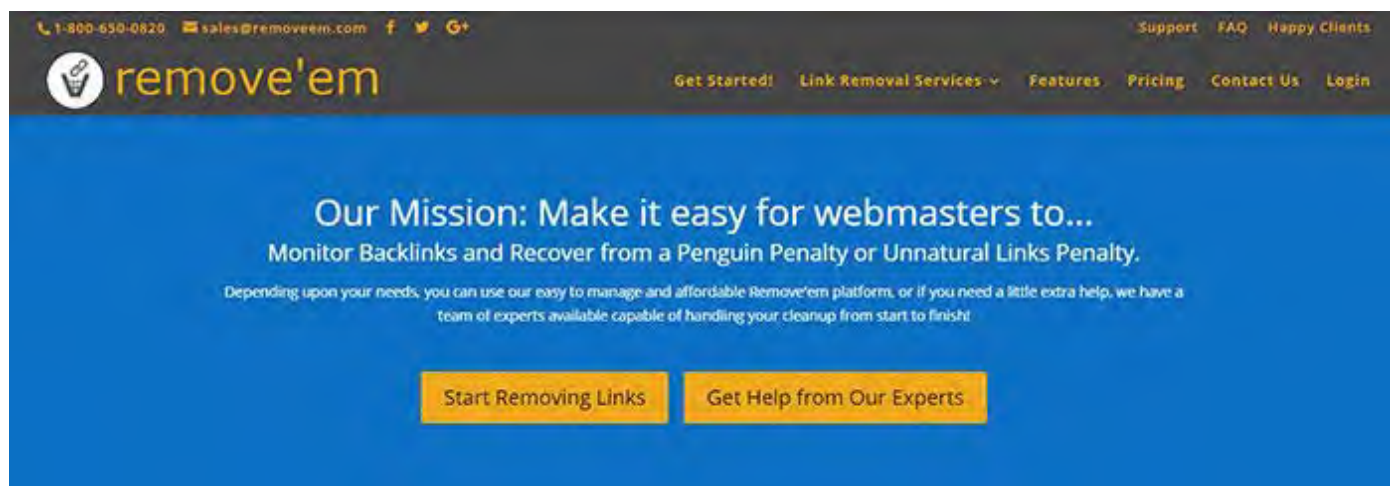 1-800-650-0820 sales@removeem.com f G+ Support FAQ Happy Clients
remove'em
Get Started! Link Removal Services Features Pricing Contact Us Login
Our Mission: Make it easy for webmasters to...
Monitor Backlinks and Recover from a Penguin Penalty or Unnatural Links Penalty.
Depending upon your needs, you can use our easy to manage and affordable Remove'em platform, or if you need a little extra help, we have a
team of experts available capable of handling your cleanup from start to finish!
Start Removing Links Get Help from Our Experts